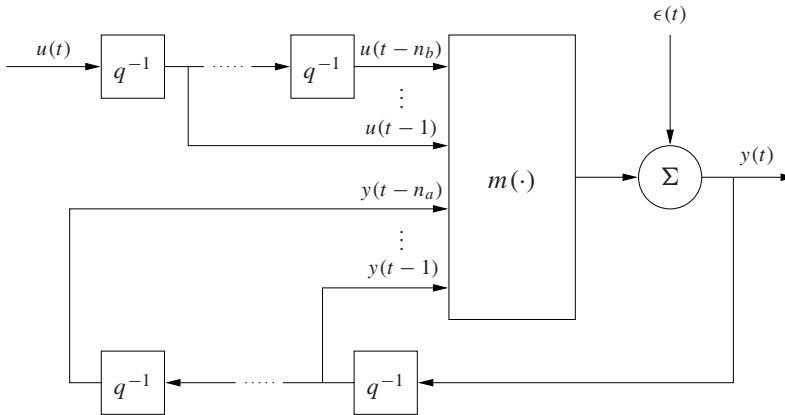 ϵ(t)
u(t)
q⁻¹
·····
q⁻¹
u(t − n_b)
⋮
u(t − 1)
y(t − n_a)
⋮
y(t − 1)
m(·)
Σ
y(t)
q⁻¹
·····
q⁻¹